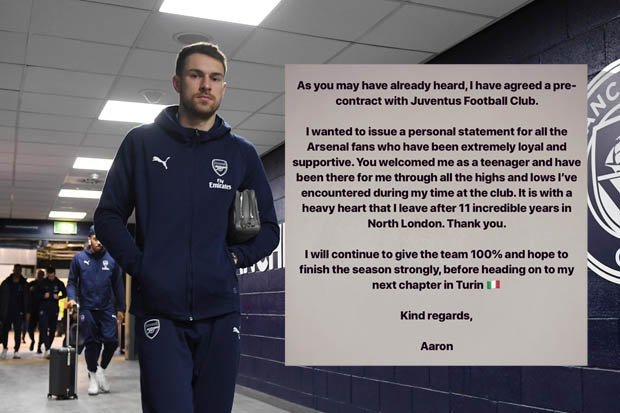 As you may have already heard, I have agreed a pre-
contract with Juventus Football Club.
I wanted to issue a personal statement for all the
Arsenal fans who have been extremely loyal and
supportive. You welcomed me as a teenager and have
been there for me through all the highs and lows I've
encountered during my time at the club. It is with a
heavy heart that I leave after 11 incredible years in
North London. Thank you.
I will continue to give the team 100% and hope to
finish the season strongly, before heading on to my
next chapter in Turin 🇮🇹
Kind regards,
Aaron
Arsenal
Fly
Emirates